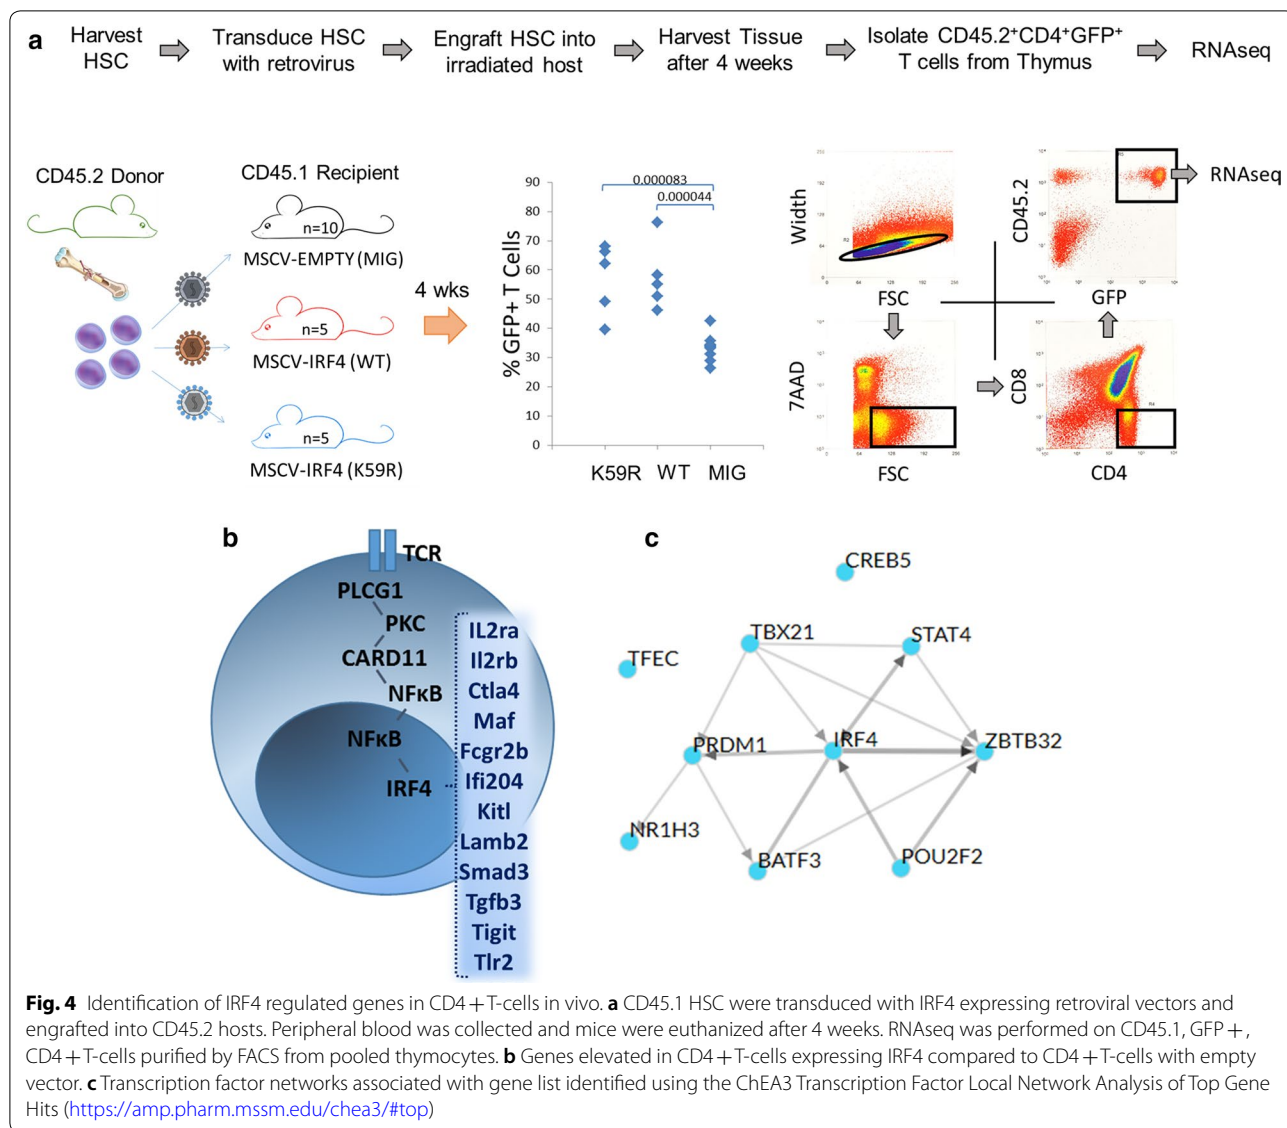 a
Harvest
HSC
Transduce HSC
with retrovirus
Engraft HSC into
irradiated host
Harvest Tissue
after 4 weeks
Isolate CD45.2⁺CD4⁺GFP⁺
T cells from Thymus
RNAseq
CD45.2 Donor
CD45.1 Recipient
n=10
MSCV-EMPTY (MIG)
n=5
MSCV-IRF4 (WT)
n=5
MSCV-IRF4 (K59R)
4 wks
% GFP+ T Cells
90
80
70
60
50
40
30
20
10
0
0.000083
0.000044
K59R WT MIG
Width
FSC
CD45.2
GFP
RNAseq
7AAD
FSC
CD8
CD4
b
TCR
PLCG1
PKC
CARD11
NFκB
NFκB
IRF4
IL2ra
Il2rb
Ctla4
Maf
Fcgr2b
Ifi204
Kitl
Lamb2
Smad3
Tgfb3
Tigit
Tlr2
c
CREB5
TBX21
STAT4
TFEC
PRDM1
IRF4
ZBTB32
NR1H3
BATF3
POU2F2
Fig. 4 Identification of IRF4 regulated genes in CD4+T-cells in vivo. a CD45.1 HSC were transduced with IRF4 expressing retroviral vectors and
engrafted into CD45.2 hosts. Peripheral blood was collected and mice were euthanized after 4 weeks. RNAseq was performed on CD45.1, GFP+,
CD4+T-cells purified by FACS from pooled thymocytes. b Genes elevated in CD4+T-cells expressing IRF4 compared to CD4+T-cells with empty
vector. c Transcription factor networks associated with gene list identified using the ChEA3 Transcription Factor Local Network Analysis of Top Gene
Hits (https://amp.pharm.mssm.edu/chea3/#top)